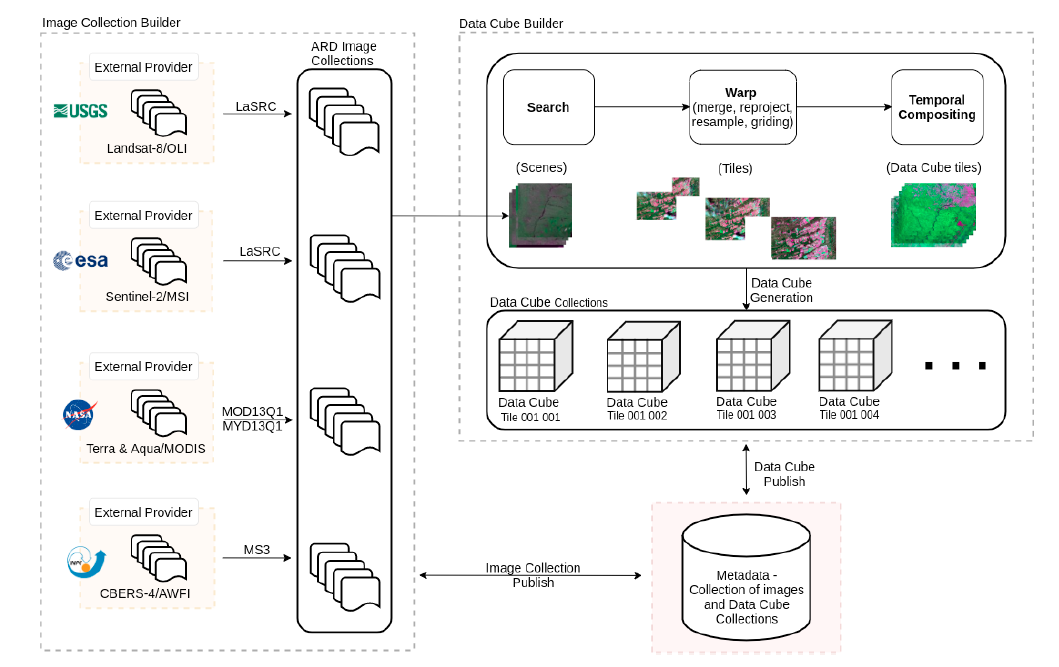 Image Collection Builder
External Provider
USGS
Landsat-8/OLI
LaSRC
External Provider
esa
Sentinel-2/MSI
LaSRC
External Provider
NASA
Terra & Aqua/MODIS
MOD13Q1
MYD13Q1
External Provider
INPE
CBERS-4/AWFI
MS3
ARD Image
Collections
Data Cube Builder
Search
Warp
(merge, reproject,
resample, griding)
Temporal
Compositing
(Scenes)
(Tiles)
(Data Cube tiles)
Data Cube
Generation
Data Cube Collections
Data Cube
Tile 001 001
Data Cube
Tile 001 002
Data Cube
Tile 001 003
Data Cube
Tile 001 004
Data Cube
Publish
Image Collection
Publish
Metadata -
Collection of images
and Data Cube
Collections